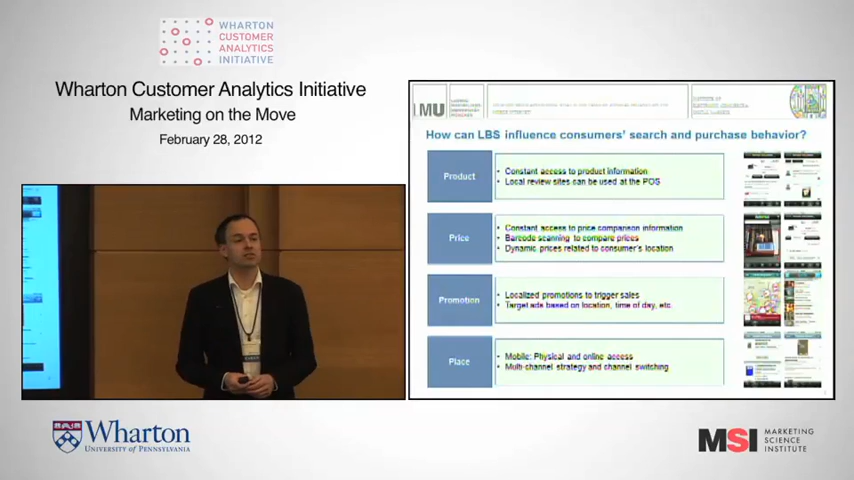 WHARTON
CUSTOMER
ANALYTICS
INITIATIVE
Wharton Customer Analytics Initiative
Marketing on the Move
February 28, 2012
LMU
How can LBS influence consumers' search and purchase behavior?
Product
• Constant access to product information
• Local review sites can be used at the POS
Price
• Constant access to price comparison information
• Barcode scanning to compare prices
• Dynamic prices related to consumer's location
Promotion
• Localized promotions to trigger sales
• Target ads based on location, time of day, etc.
Place
• Mobile: Physical and online access
• Multi-channel strategy and channel switching
Wharton
UNIVERSITY OF PENNSYLVANIA
MSI
MARKETING
SCIENCE
INSTITUTE